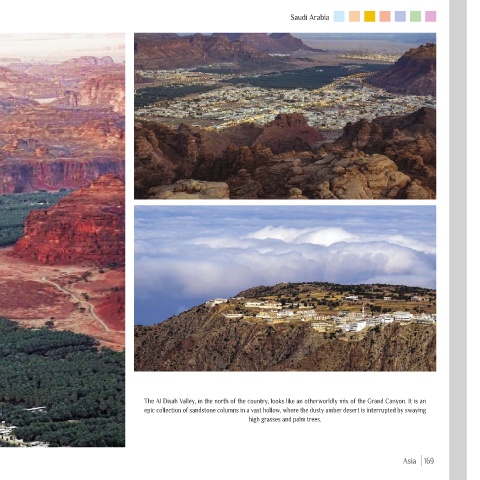 Saudi Arabia
The Al Disah Valley, in the north of the country, looks like an otherworldly mix of the Grand Canyon. It is an
epic collection of sandstone columns in a vast hollow, where the dusty amber desert is interrupted by swaying
high grasses and palm trees.
Asia | 169